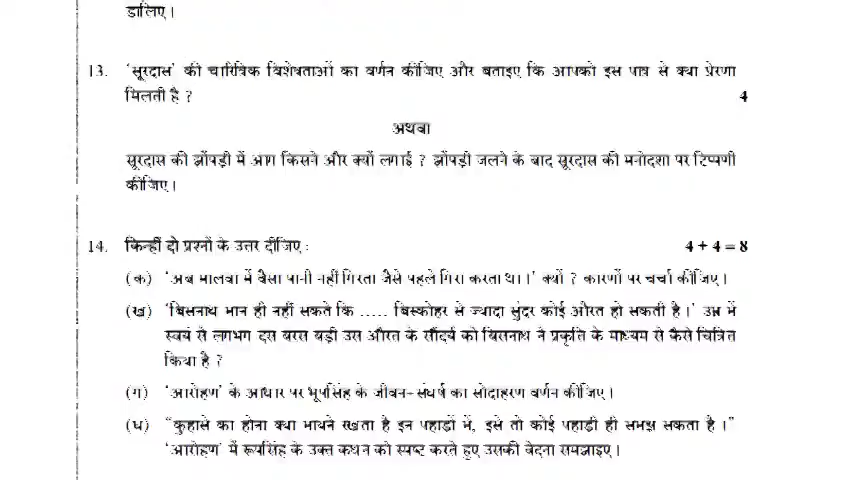 डालिए।
13. 'सूरदास' की चारित्रिक विशेषताओं का वर्णन कीजिए और बताइए कि आपको इस पाठ से क्या प्रेरणा
मिलती है ? 4
अथवा
सूरदास की झोंपड़ी में आग किसने और क्यों लगाई ? झोंपड़ी जलने के बाद सूरदास की मनोदशा पर टिप्पणी
कीजिए।
14. किन्हीं दो प्रश्नों के उत्तर दीजिए : 4 + 4 = 8
(क) 'अब मालवा में वैसा पानी नहीं गिरता जैसे पहले गिरा करता था।' क्यों ? कारणों पर चर्चा कीजिए।
(ख) 'बिसनाथ मान ही नहीं सकते कि ..... बिस्कोहर से ज्यादा सुंदर कोई औरत हो सकती है।' उम्र में
स्वयं से लगभग दस बरस बड़ी उस औरत के सौंदर्य को बिसनाथ ने प्रकृति के माध्यम से कैसे चित्रित
किया है ?
(ग) 'आरोहण' के आधार पर भूपसिंह के जीवन-संघर्ष का सोदाहरण वर्णन कीजिए।
(घ) "कुहासे का होना क्या मायने रखता है इन पहाड़ों में, इसे तो कोई पहाड़ी ही समझ सकता है।"
'आरोहण' में रूपसिंह के उक्त कथन को स्पष्ट करते हुए उसकी वेदना समझाइए।